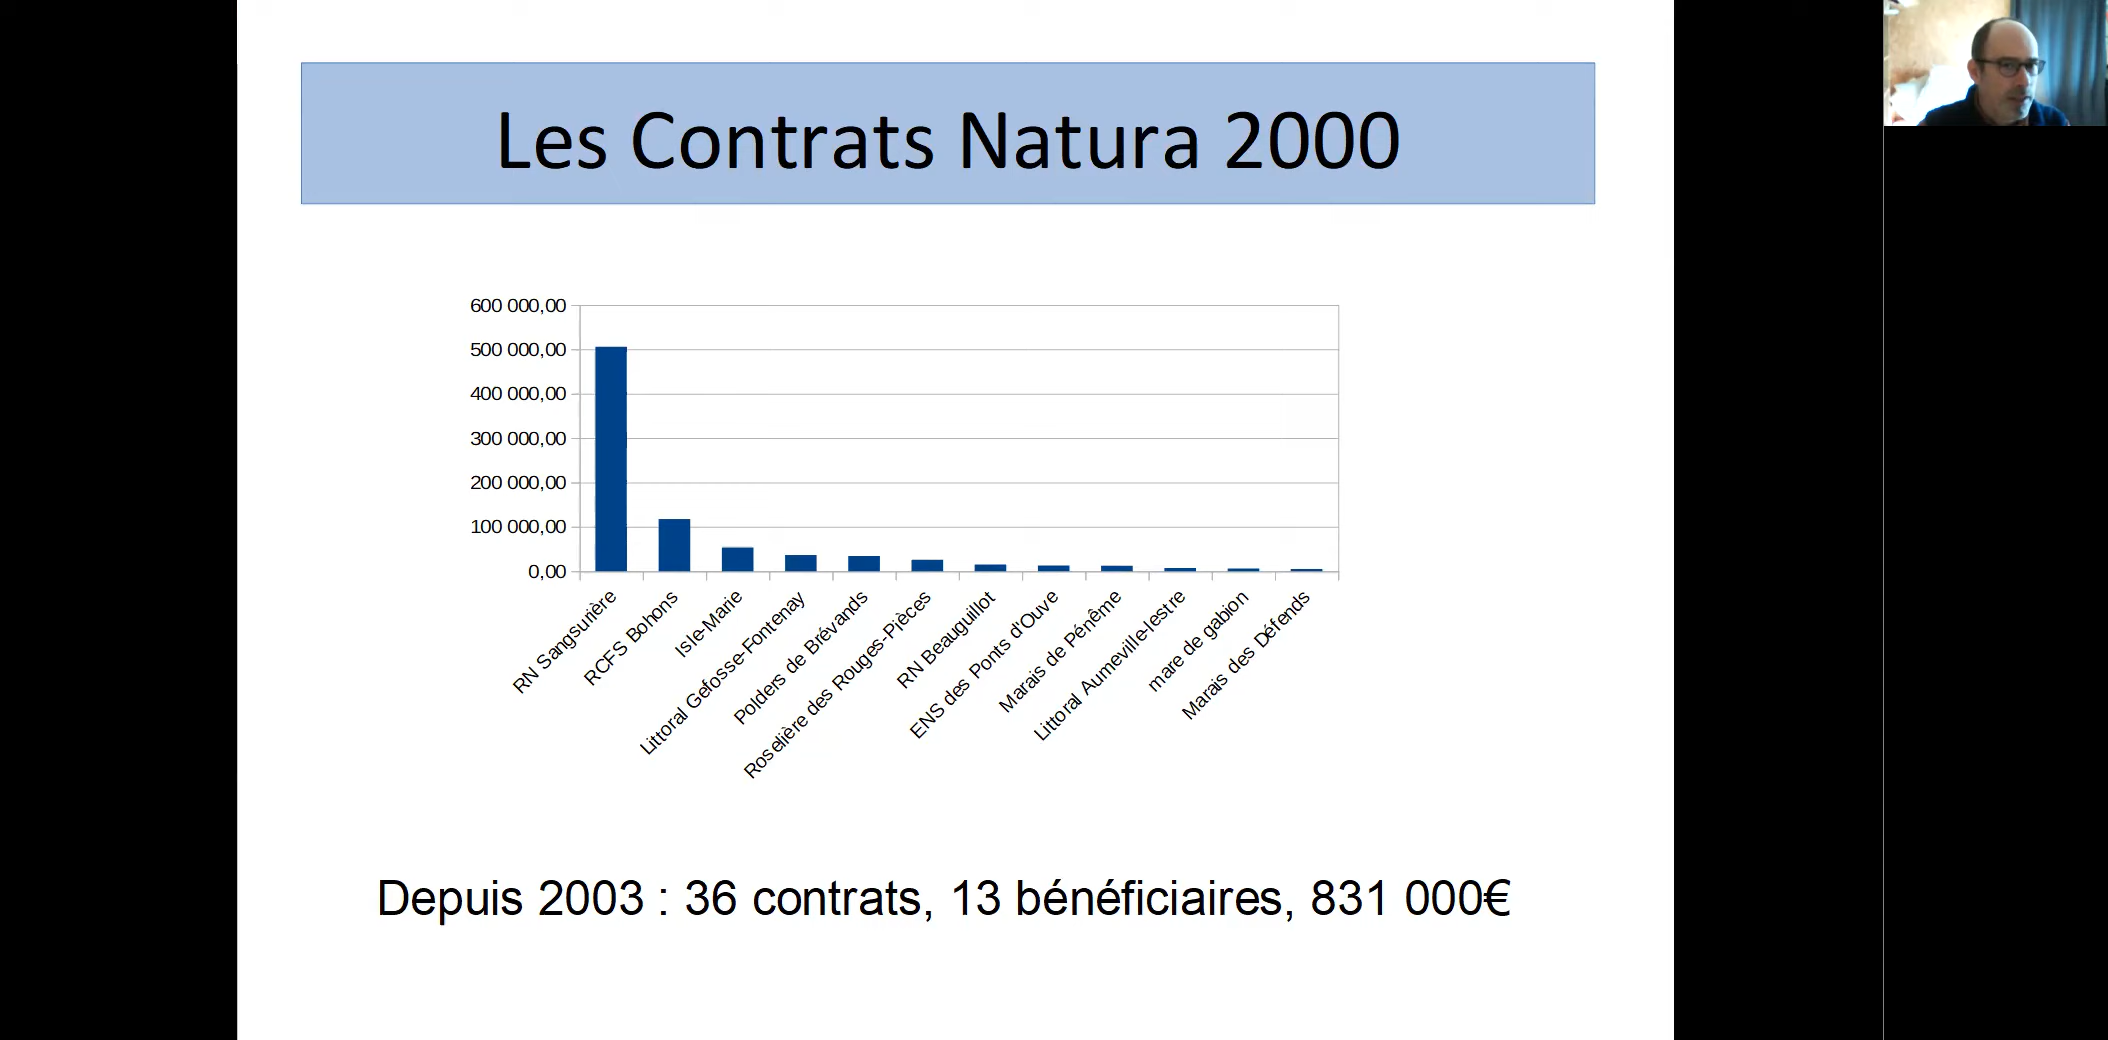 Les Contrats Natura 2000
600 000,00
500 000,00
400 000,00
300 000,00
200 000,00
100 000,00
0,00
RN Sangsurière
RCFS Bohons
Isle-Marie
Littoral Gefosse-Fontenay
Polders de Brévands
Roselière des Rouges-Pièces
RN Beauguillot
ENS des Ponts d'Ouve
Marais de Pénême
Littoral Aumeville-lestre
mare de gabion
Marais des Défends
Depuis 2003 : 36 contrats, 13 bénéficiaires, 831 000€